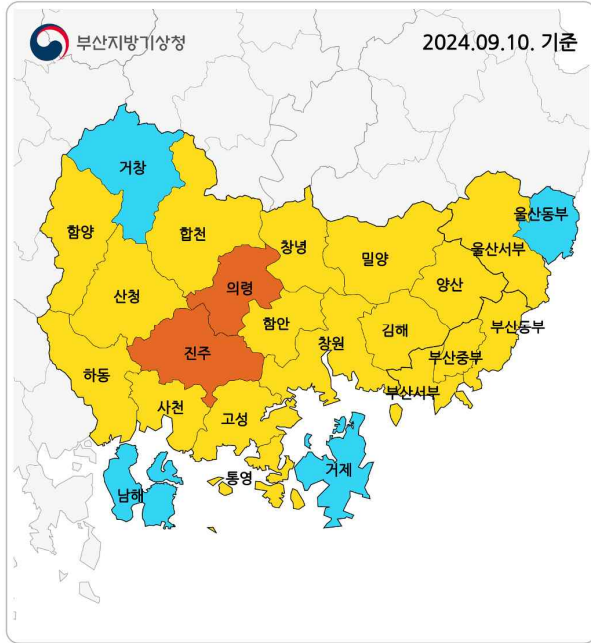 부산지방기상청
2024.09.10. 기준
거창
울산동부
함양
합천
창녕
밀양
울산서부
산청
의령
양산
함안
창원
김해
부산동부
진주
부산중부
하동
사천
고성
부산서부
통영
거제
남해